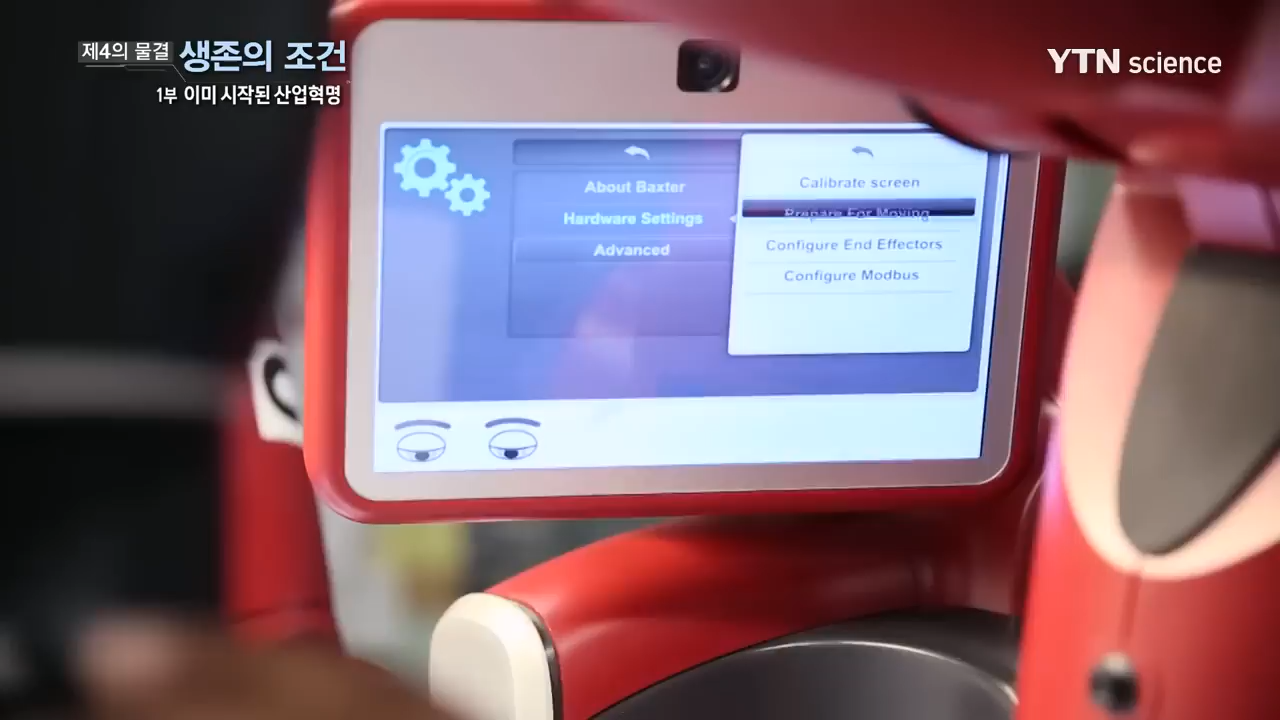 제4의 물결 생존의 조건
1부 이미 시작된 산업혁명
YTN science
About Baxter
Hardware Settings
Advanced
Calibrate screen
Prepare For Moving
Configure End Effectors
Configure Modbus